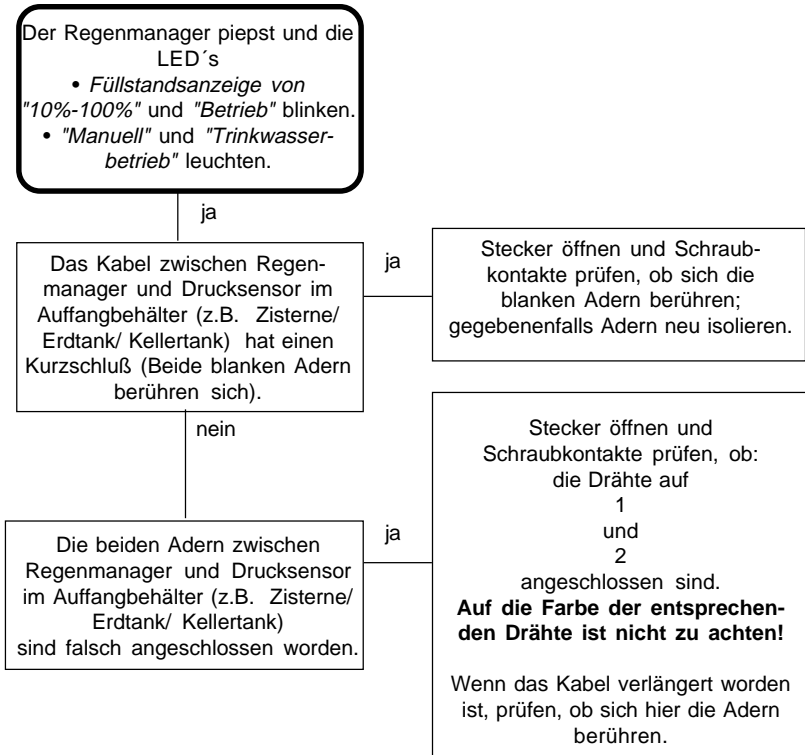 Der Regenmanager piepst und die
LED´s
• Füllstandsanzeige von
"10%-100%" und "Betrieb" blinken.
• "Manuell" und "Trinkwasser-
betrieb" leuchten.
ja
Das Kabel zwischen Regen-
manager und Drucksensor im
Auffangbehälter (z.B. Zisterne/
Erdtank/ Kellertank) hat einen
Kurzschluß (Beide blanken Adern
berühren sich).
ja
Stecker öffnen und Schraub-
kontakte prüfen, ob sich die
blanken Adern berühren;
gegebenenfalls Adern neu isolieren.
nein
Die beiden Adern zwischen
Regenmanager und Drucksensor
im Auffangbehälter (z.B. Zisterne/
Erdtank/ Kellertank)
sind falsch angeschlossen worden.
ja
Stecker öffnen und
Schraubkontakte prüfen, ob:
die Drähte auf
1
und
2
angeschlossen sind.
Auf die Farbe der entsprechen-
den Drähte ist nicht zu achten!
Wenn das Kabel verlängert worden
ist, prüfen, ob sich hier die Adern
berühren.